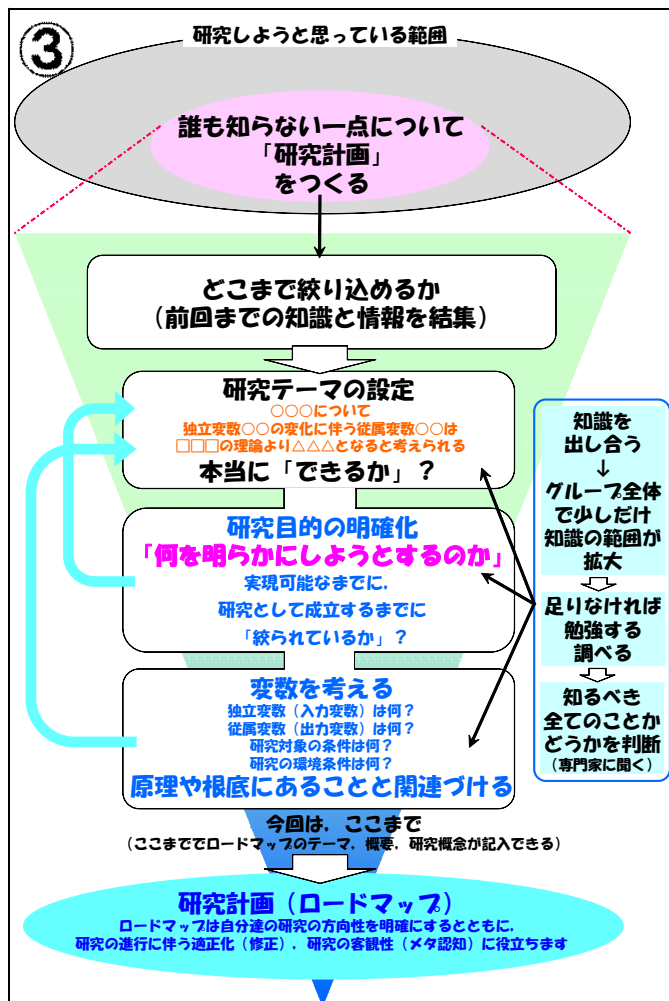 ③
研究しようと思っている範囲
誰も知らない一点について
「研究計画」
をつくる
どこまで絞り込めるか
(前回までの知識と情報を結集)
研究テーマの設定
○○○について
独立変数○○の変化に伴う従属変数○○は
□□□の理論より△△△となると考えられる
本当に「できるか」?
研究目的の明確化
「何を明らかにしようとするのか」
実現可能なまでに,
研究として成立するまでに
「絞られているか」?
変数を考える
独立変数(入力変数)は何?
従属変数(出力変数)は何?
研究対象の条件は何?
研究の環境条件は何?
原理や根底にあることと関連づける
知識を
出し合う
↓
グループ全体
で少しだけ
知識の範囲が
拡大
足りなければ
勉強する
調べる
知るべき
全てのことか
どうかを判断
(専門家に聞く)
今回は,ここまで
(ここまででロードマップのテーマ,概要,研究概念が記入できる)
研究計画(ロードマップ)
ロードマップは自分達の研究の方向性を明確にするとともに,
研究の進行に伴う適正化(修正),研究の客観性(メタ認知)に役立ちます